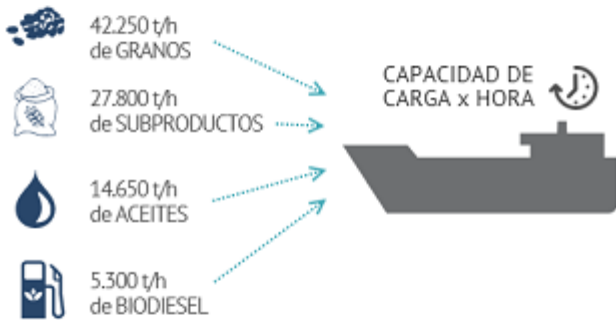 42.250 t/h
de GRANOS
27.800 t/h
de SUBPRODUCTOS
14.650 t/h
de ACEITES
5.300 t/h
de BIODIESEL
CAPACIDAD DE
CARGA x HORA